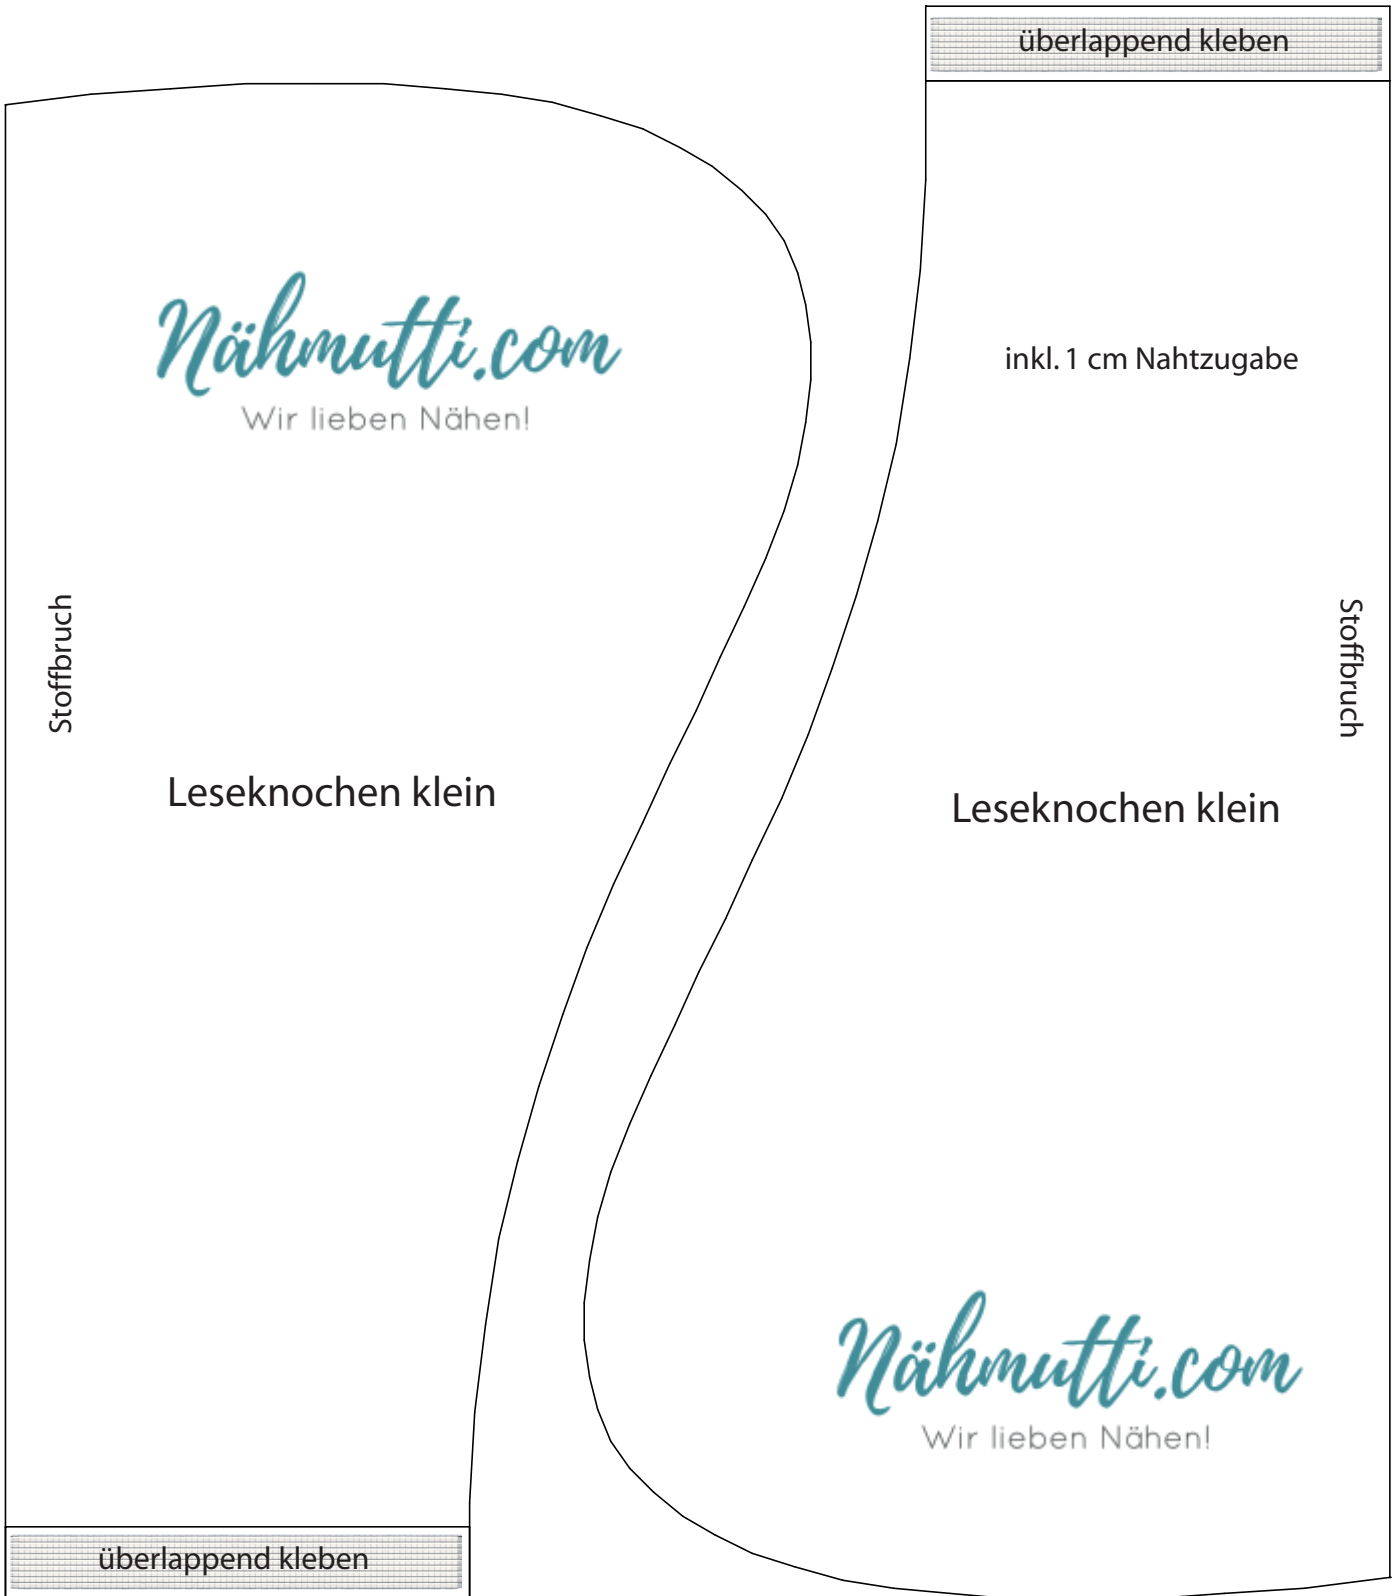 überlappend kleben
Nähmutti.com
Wir lieben Nähen!
inkl. 1 cm Nahtzugabe
Stoffbruch
Stoffbruch
Leseknochen klein
Leseknochen klein
Nähmutti.com
Wir lieben Nähen!
überlappend kleben